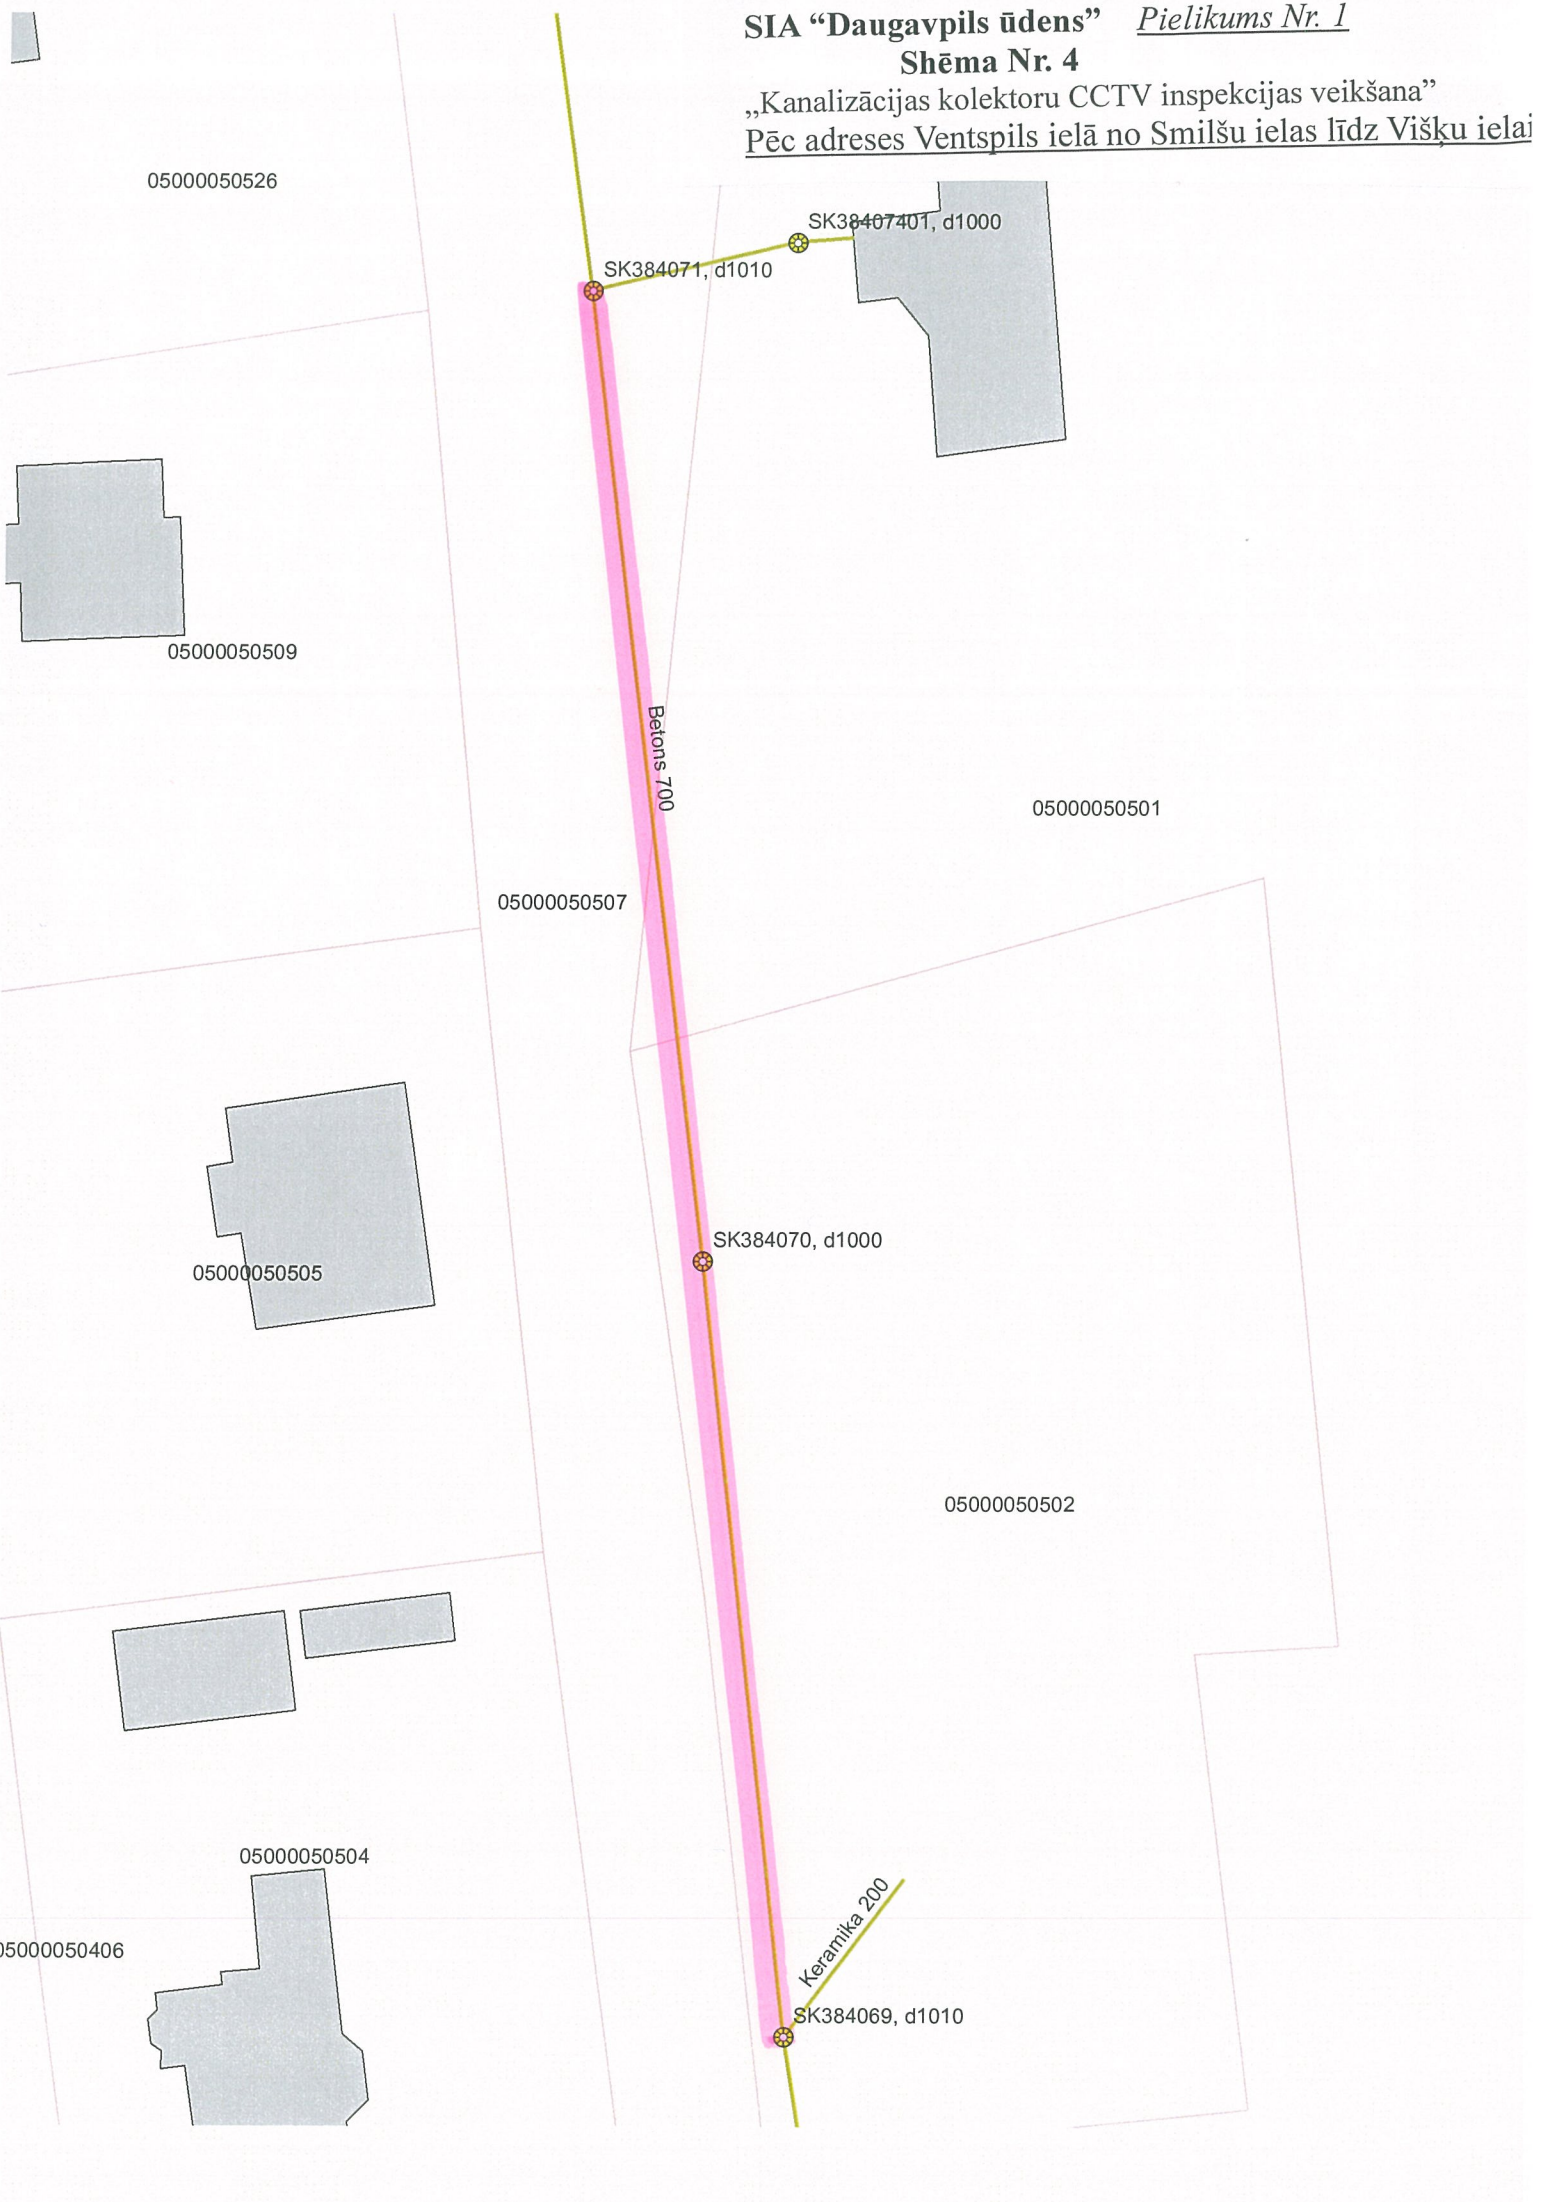 SIA “Daugavpils ūdens” Pielikums Nr. 1
Shēma Nr. 4
„Kanalizācijas kolektoru CCTV inspekcijas veikšana”
Pēc adreses Ventspils ielā no Smilšu ielas līdz Višķu ielai
05000050526
SK38407401, d1000
SK384071, d1010
05000050509
Betons 700
05000050501
05000050507
SK384070, d1000
05000050505
05000050502
05000050504
Keramika 200
05000050406
SK384069, d1010